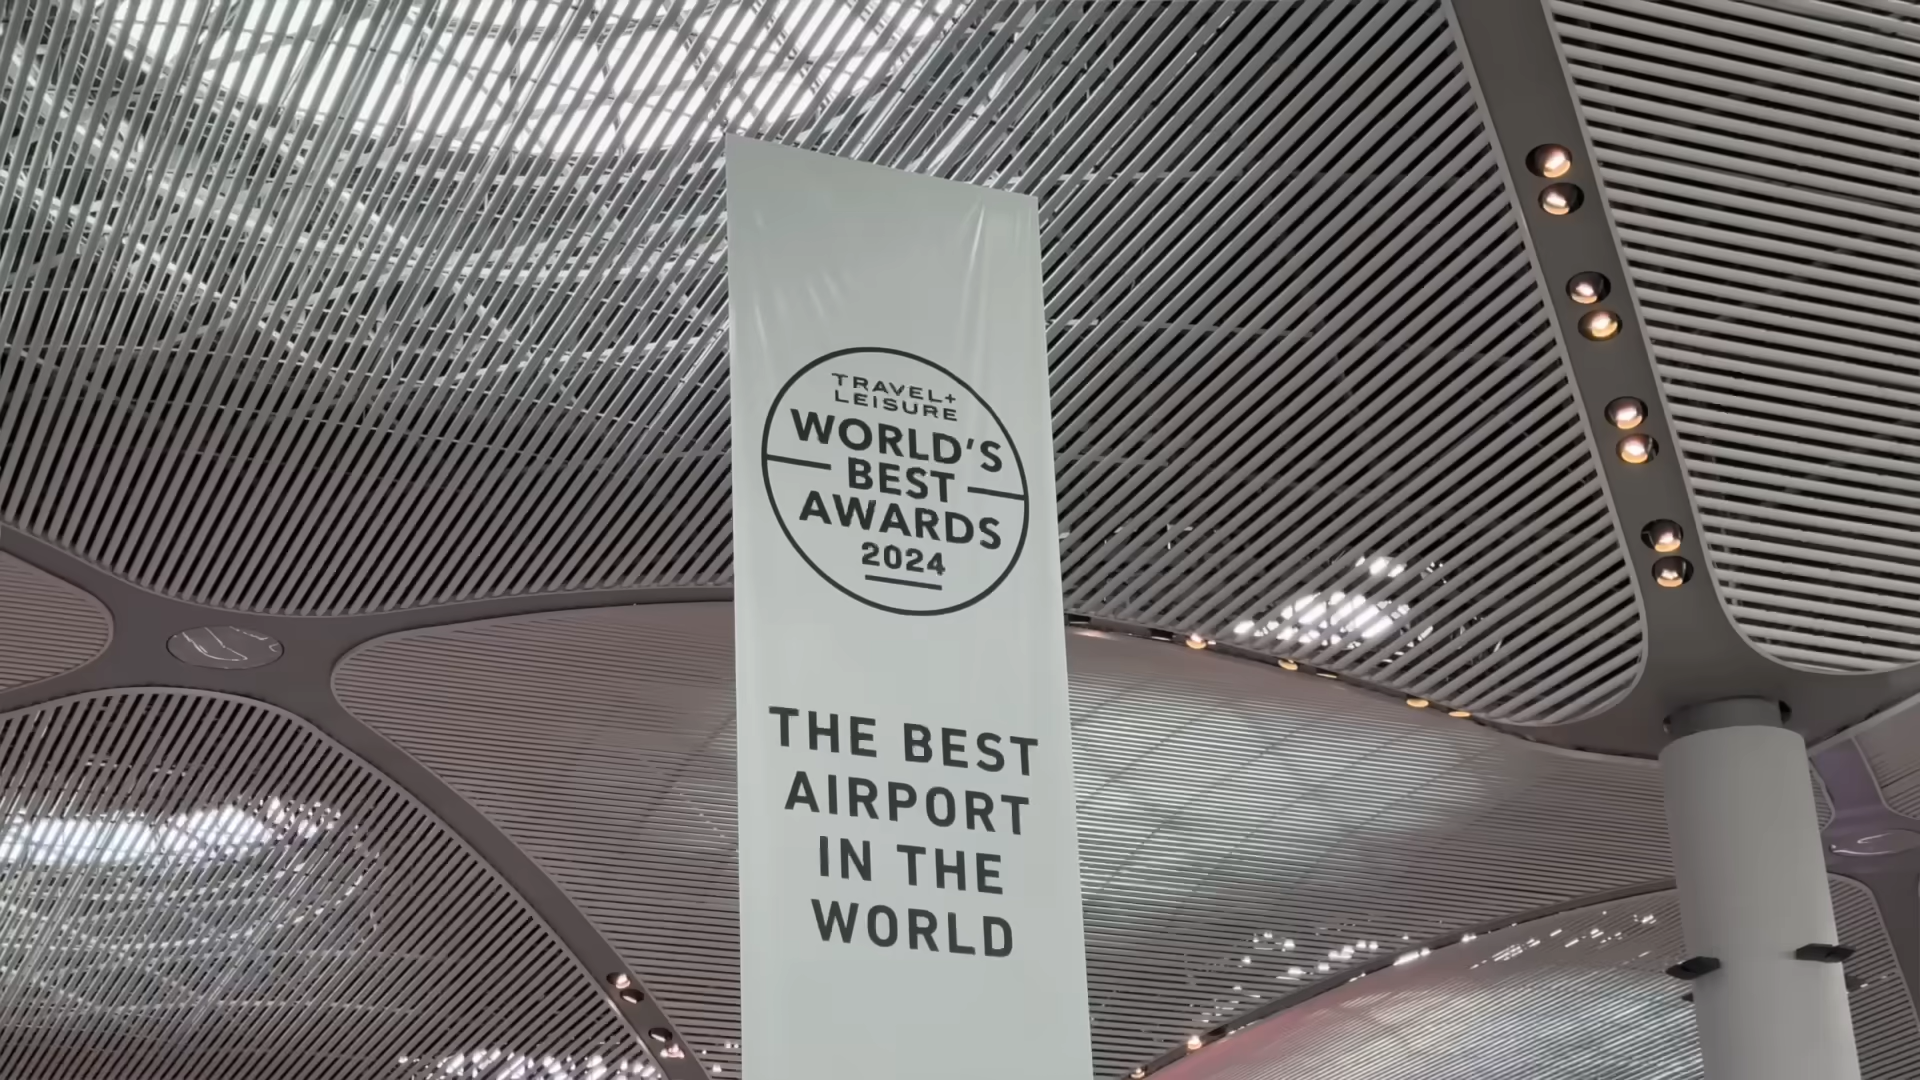 TRAVEL+
LEISURE
WORLD'S
BEST
AWARDS
2024
THE BEST
AIRPORT
IN THE
WORLD